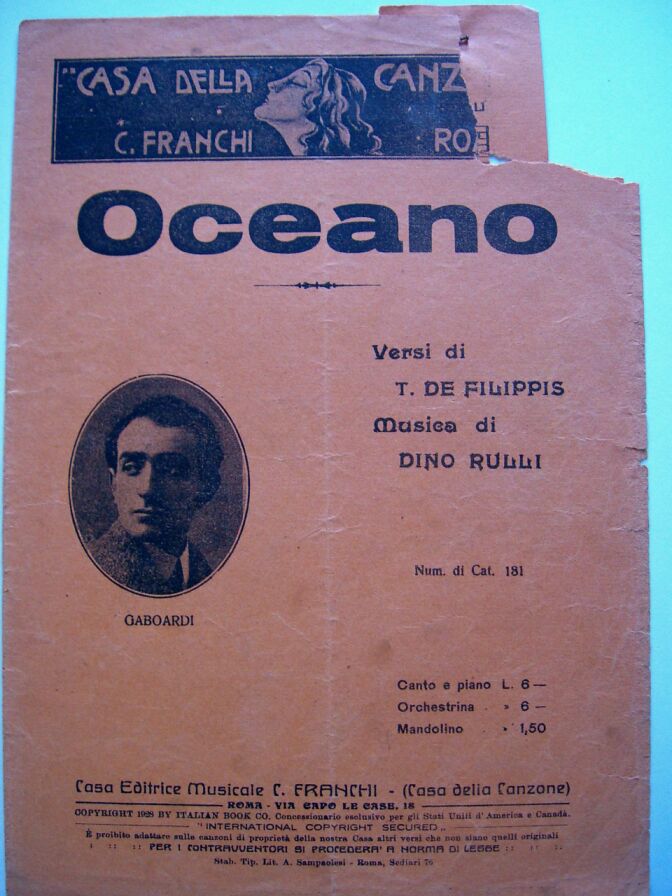 "CASA DELLA CANZ
C. FRANCHI RO
Oceano
Versi di
T. DE FILIPPIS
Musica di
DINO RULLI
GABOARDI
Num. di Cat. 181
Canto e piano L. 6 —
Orchestrina . » 6 —
Mandolino . » 1,50
Casa Editrice Musicale C. FRANCHI - (Casa della Canzone)
ROMA - VIA CAPO LE CASE, 18
COPYRIGHT 1928 BY ITALIAN BOOK CO. Concessionario esclusivo per gli Stati Uniti d' America e Canadà.
" INTERNATIONAL COPYRIGHT SECURED „
È proibito adattare sulle canzoni di proprietà della nostra Casa altri versi che non siano quelli originali
: :: :: PER I CONTRAVVENTORI SI PROCEDERA' A NORMA DI LEGGE :: :: :
Stab. Tip. Lit. A. Sampaolesi - Roma, Sediari 76